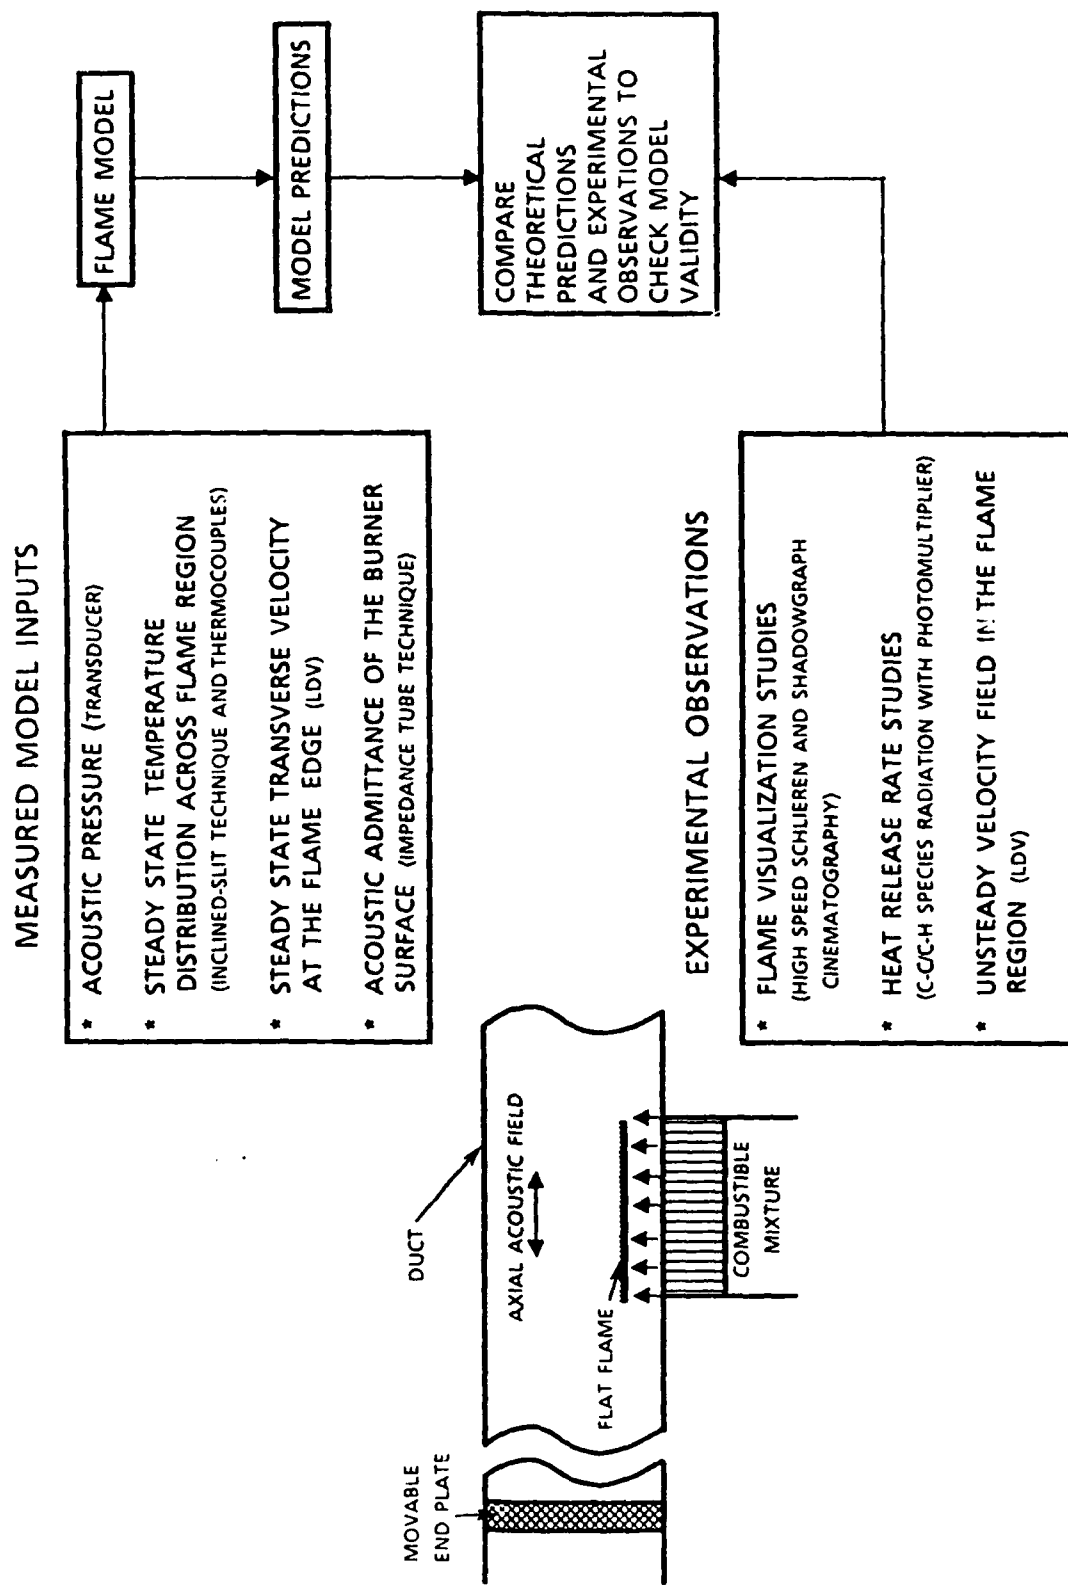 MEASURED MODEL INPUTS
* ACOUSTIC PRESSURE (TRANSDUCER)
* STEADY STATE TEMPERATURE
DISTRIBUTION ACROSS FLAME REGION
(INCLINED-SLIT TECHNIQUE AND THERMOCOUPLES)
* STEADY STATE TRANSVERSE VELOCITY
AT THE FLAME EDGE (LDV)
* ACOUSTIC ADMITTANCE OF THE BURNER
SURFACE (IMPEDANCE TUBE TECHNIQUE)
FLAME MODEL
MODEL PREDICTIONS
COMPARE
THEORETICAL
PREDICTIONS
AND EXPERIMENTAL
OBSERVATIONS TO
CHECK MODEL
VALIDITY
MOVABLE
END PLATE
DUCT
AXIAL ACOUSTIC FIELD
FLAT FLAME
COMBUSTIBLE
MIXTURE
EXPERIMENTAL OBSERVATIONS
* FLAME VISUALIZATION STUDIES
(HIGH SPEED SCHLIEREN AND SHADOWGRAPH
CINEMATOGRAPHY)
* HEAT RELEASE RATE STUDIES
(C-C/C-H SPECIES RADIATION WITH PHOTOMULTIPLIER)
* UNSTEADY VELOCITY FIELD IN THE FLAME
REGION (LDV)